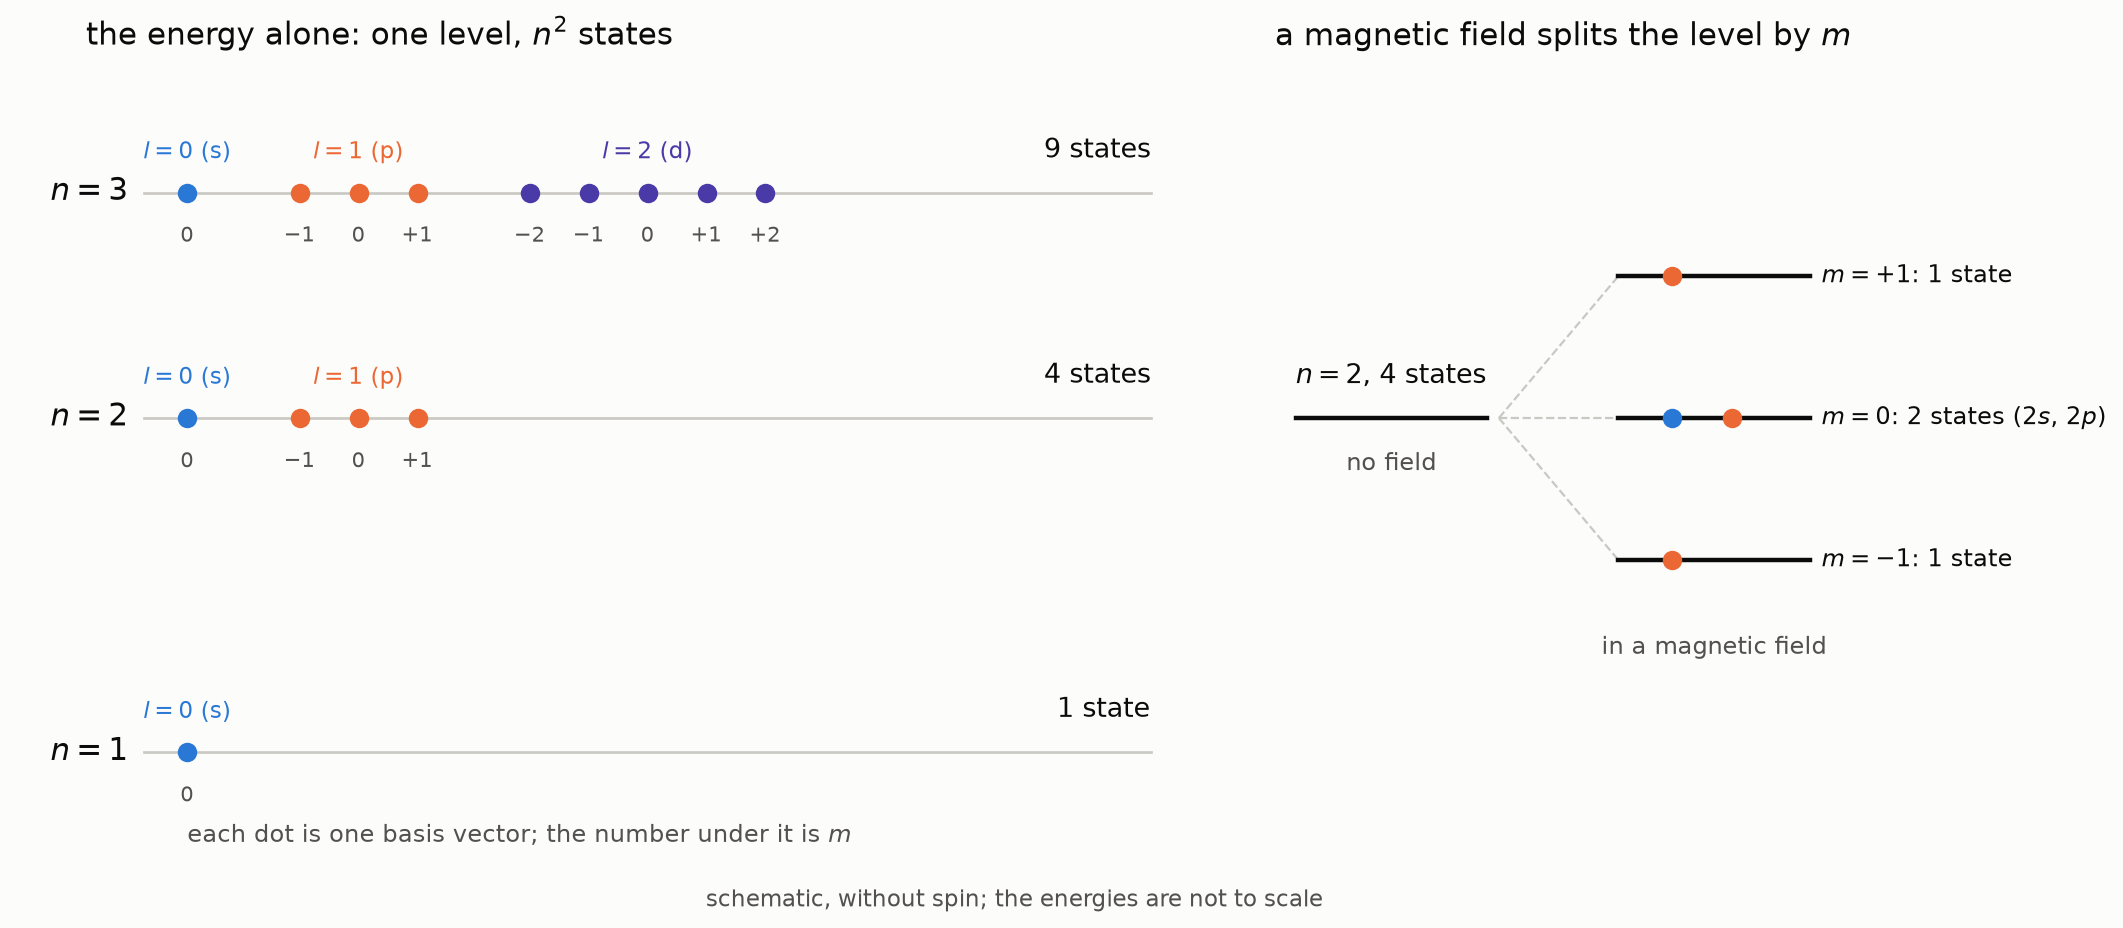 the energy alone: one level, n² states
l = 0 (s) l = 1 (p) l = 2 (d) 9 states
n = 3
0 −1 0 +1 −2 −1 0 +1 +2
l = 0 (s) l = 1 (p) 4 states
n = 2
0 −1 0 +1
l = 0 (s) 1 state
n = 1
0
each dot is one basis vector; the number under it is m
a magnetic field splits the level by m
n = 2, 4 states
no field
m = +1: 1 state
m = 0: 2 states (2s, 2p)
m = −1: 1 state
in a magnetic field
schematic, without spin; the energies are not to scale